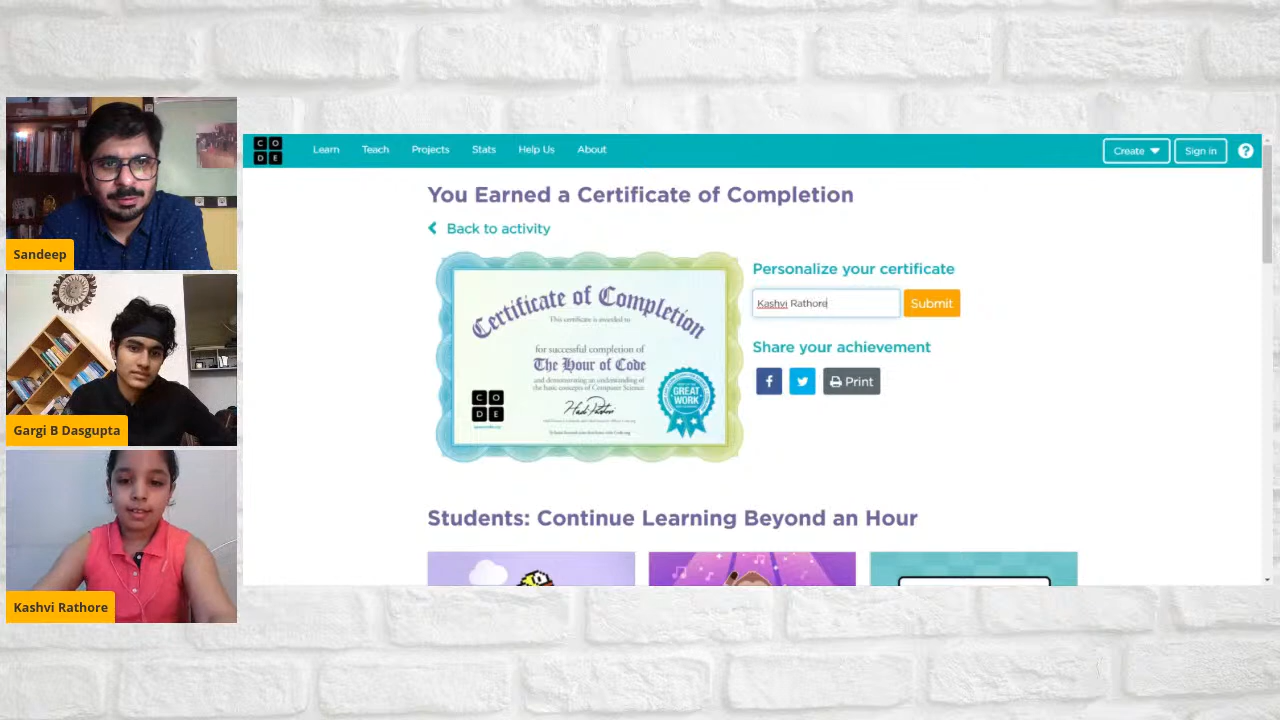 Sandeep
Gargi B Dasgupta
Kashvi Rathore
C O
D E
Learn
Teach
Projects
Stats
Help Us
About
Create
Sign in
?
You Earned a Certificate of Completion
Back to activity
Certificate of Completion
This certificate is awarded to
for successful completion of
The Hour of Code
and demonstrating an understanding of
the basic concepts of Computer Science
C O
D E
GREAT
WORK
Personalize your certificate
Kashvi Rathore
Submit
Share your achievement
Print
Students: Continue Learning Beyond an Hour